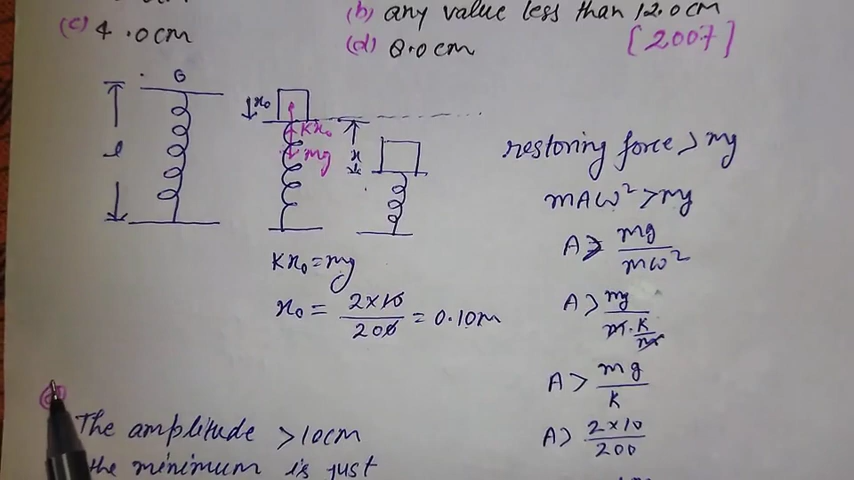 (b) any value less than 12.0cm
(c) 4.0cm
(d) 8.0cm
[2007]
x₀
Kx₀
mg
x
l
restoring force > mg
mAω² > mg
A > mg/mω²
A > mg/m.K/m
A > mg/K
A > 2×10/200
Kx₀ = mg
x₀ = 2×10/200 = 0.10m
The amplitude > 10cm
the minimum is just